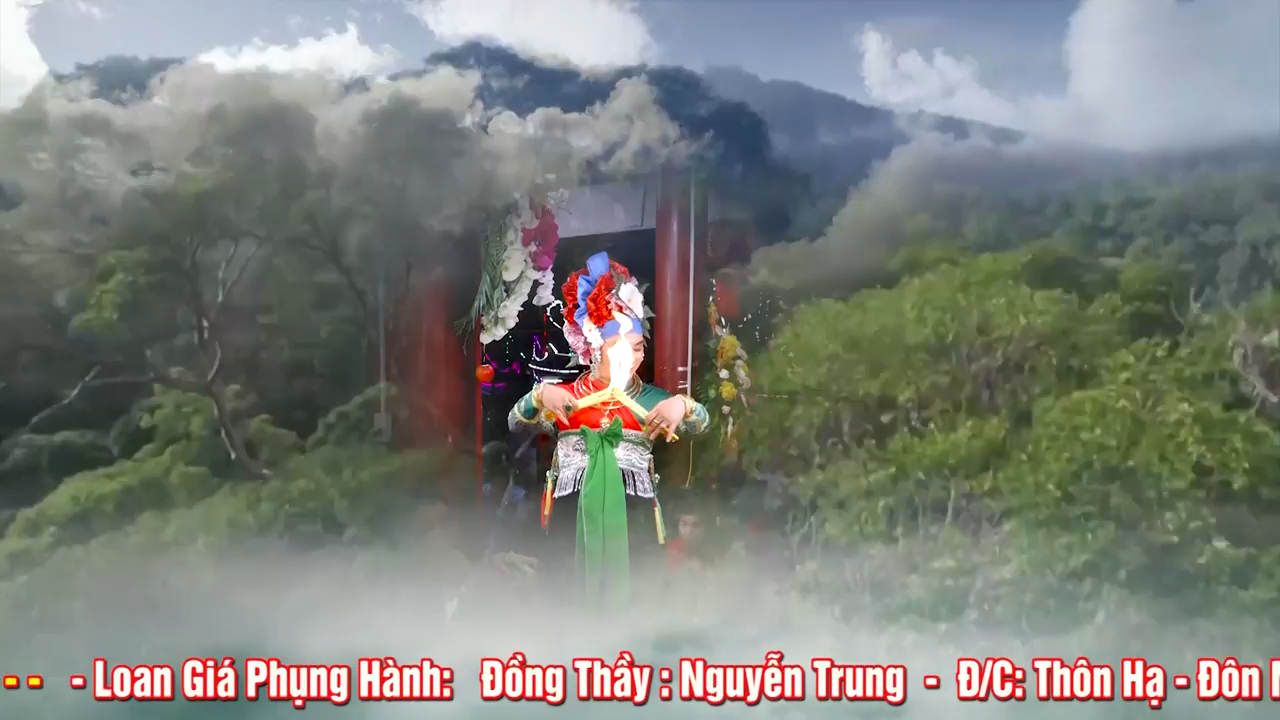 -- - Loan Giá Phụng Hành: Đồng Thầy : Nguyễn Trung - Đ/C: Thôn Hạ - Đôn